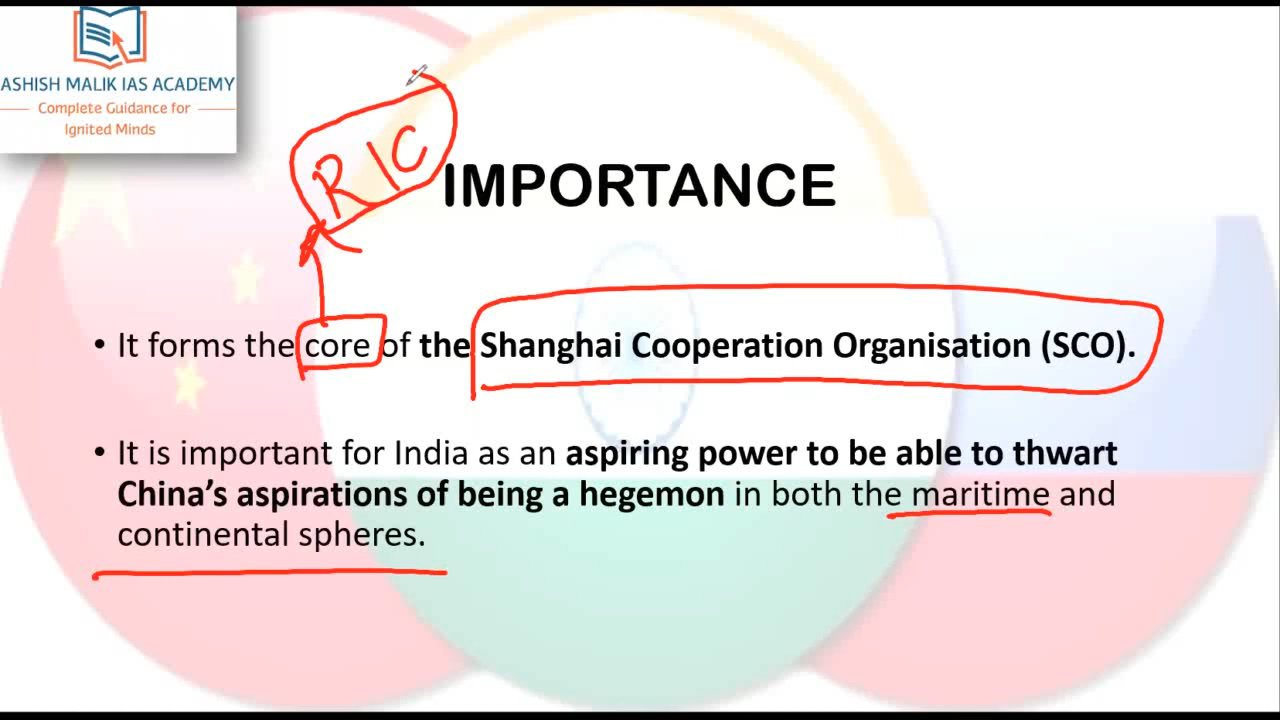 ASHISH MALIK IAS ACADEMY
Complete Guidance for
Ignited Minds
RIC
IMPORTANCE
• It forms the core of the Shanghai Cooperation Organisation (SCO).
• It is important for India as an aspiring power to be able to thwart
China’s aspirations of being a hegemon in both the maritime and
continental spheres.